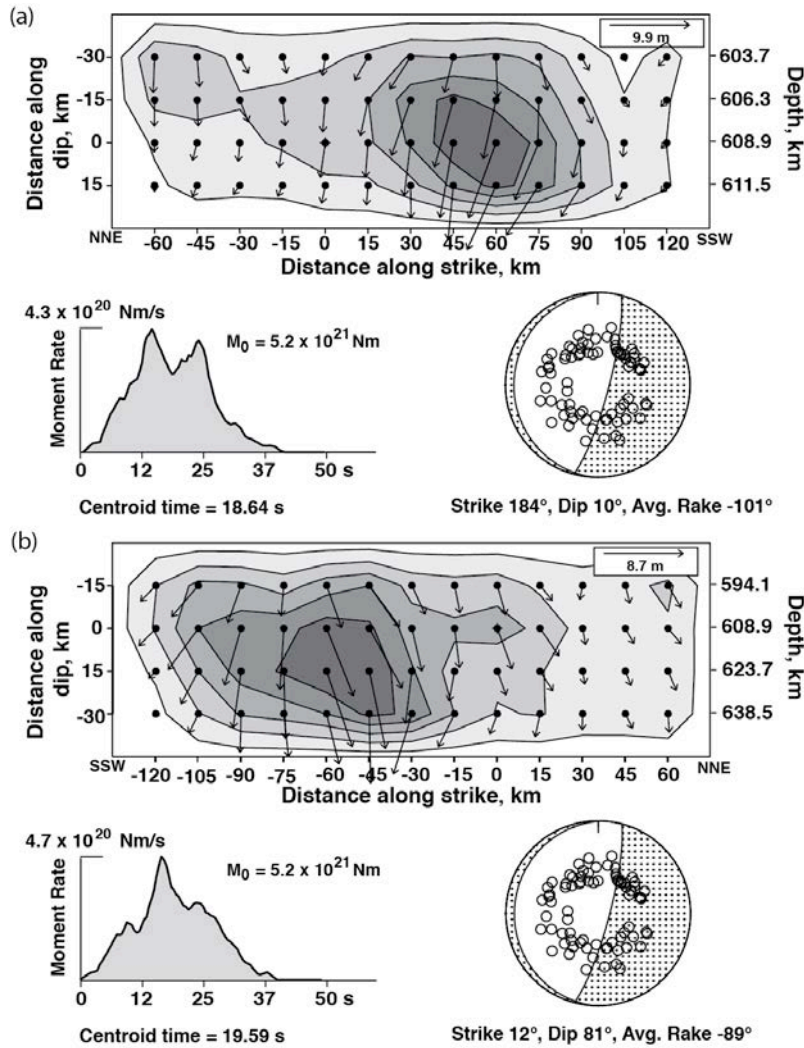 (a)
9.9 m
Distance along
dip, km
-30
-15
0
15
603.7
606.3
608.9
611.5
Depth, km
NNE
SSW
-60 -45 -30 -15 0 15 30 45 60 75 90 105 120
Distance along strike, km
4.3 x 10^20 Nm/s
M0 = 5.2 x 10^21 Nm
Moment Rate
0 12 25 37 50 s
Centroid time = 18.64 s
Strike 184°, Dip 10°, Avg. Rake -101°
(b)
8.7 m
Distance along
dip, km
-15
0
15
-30
594.1
608.9
623.7
638.5
Depth, km
SSW
NNE
-120 -105 -90 -75 -60 -45 -30 -15 0 15 30 45 60
Distance along strike, km
4.7 x 10^20 Nm/s
M0 = 5.2 x 10^21 Nm
Moment Rate
0 12 25 37 50 s
Centroid time = 19.59 s
Strike 12°, Dip 81°, Avg. Rake -89°